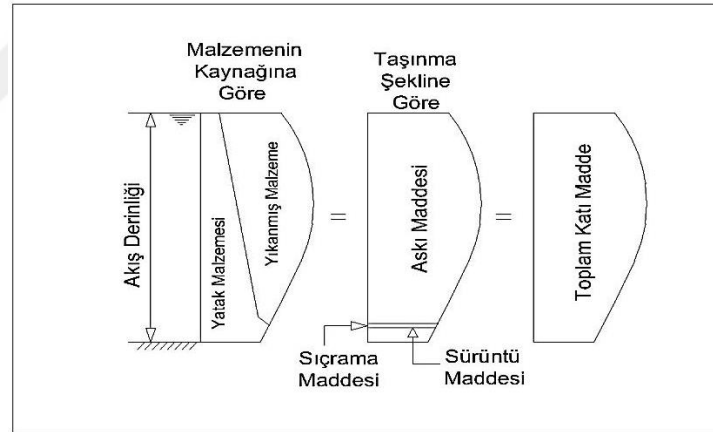 Malzemenin
Kaynağına
Göre
Taşınma
Şekline
Göre
Akış Derinliği
Yatak Malzemesi
Yıkanmış Malzeme
=
Askı Maddesi
=
Toplam Katı Madde
Sıçrama
Maddesi
Sürüntü
Maddesi